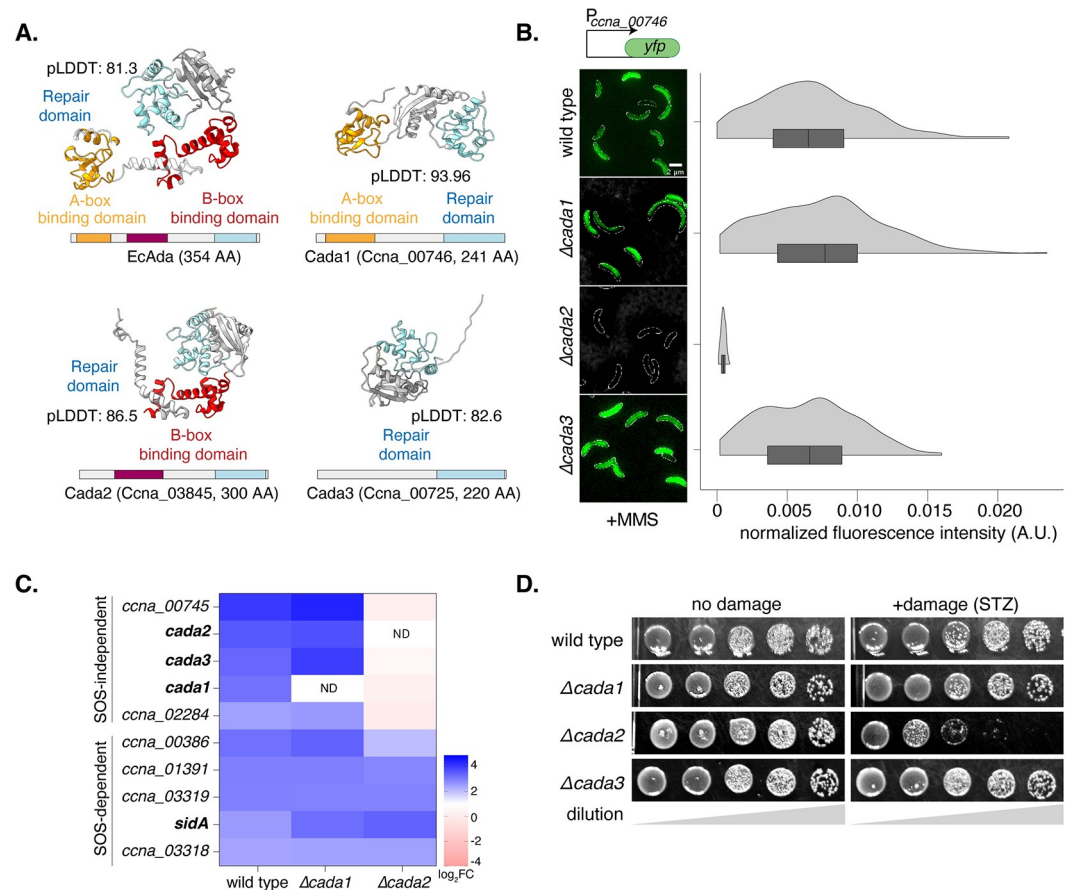 A.
pLDDT: 81.3
Repair
domain
A-box
binding domain
B-box
binding domain
EcAda (354 AA)
pLDDT: 93.96
A-box
binding domain
Repair
domain
Cada1 (Ccna_00746, 241 AA)
Repair
domain
pLDDT: 86.5
B-box
binding domain
Cada2 (Ccna_03845, 300 AA)
pLDDT: 82.6
Repair
domain
Cada3 (Ccna_00725, 220 AA)
B.
Pccna_00746
yfp
wild type
2 µm
Δcada1
Δcada2
Δcada3
+MMS
0 0.005 0.010 0.015 0.020
normalized fluorescence intensity (A.U.)
C.
SOS-independent
ccna_00745
cada2
ND
cada3
cada1
ND
ccna_02284
SOS-dependent
ccna_00386
ccna_01391
ccna_03319
sidA
ccna_03318
wild type Δcada1 Δcada2
4
2
0
-2
-4
log2FC
D.
no damage
+damage (STZ)
wild type
Δcada1
Δcada2
Δcada3
dilution